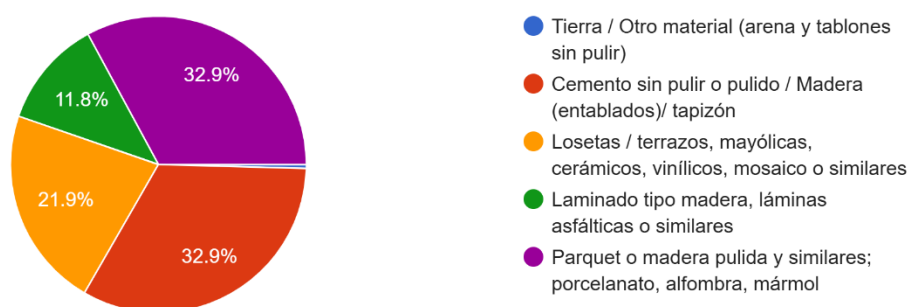 32.9%
11.8%
21.9%
32.9%
Tierra / Otro material (arena y tablones
sin pulir)
Cemento sin pulir o pulido / Madera
(entablados)/ tapizón
Losetas / terrazos, mayólicas,
cerámicos, vinílicos, mosaico o similares
Laminado tipo madera, láminas
asfálticas o similares
Parquet o madera pulida y similares;
porcelanato, alfombra, mármol